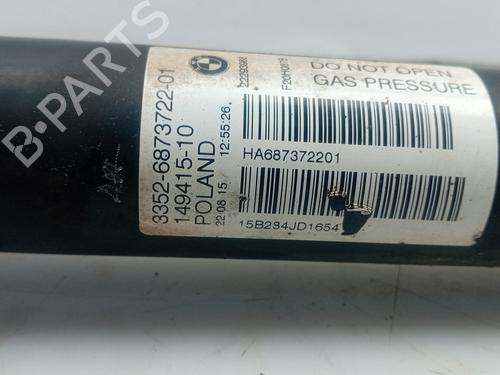 3352-6873722-01
149415-10
POLAND
22.08.15 12:55:26
DO NOT OPEN
GAS PRESSURE
HA687372201
15B234JD1654
B-PARTS